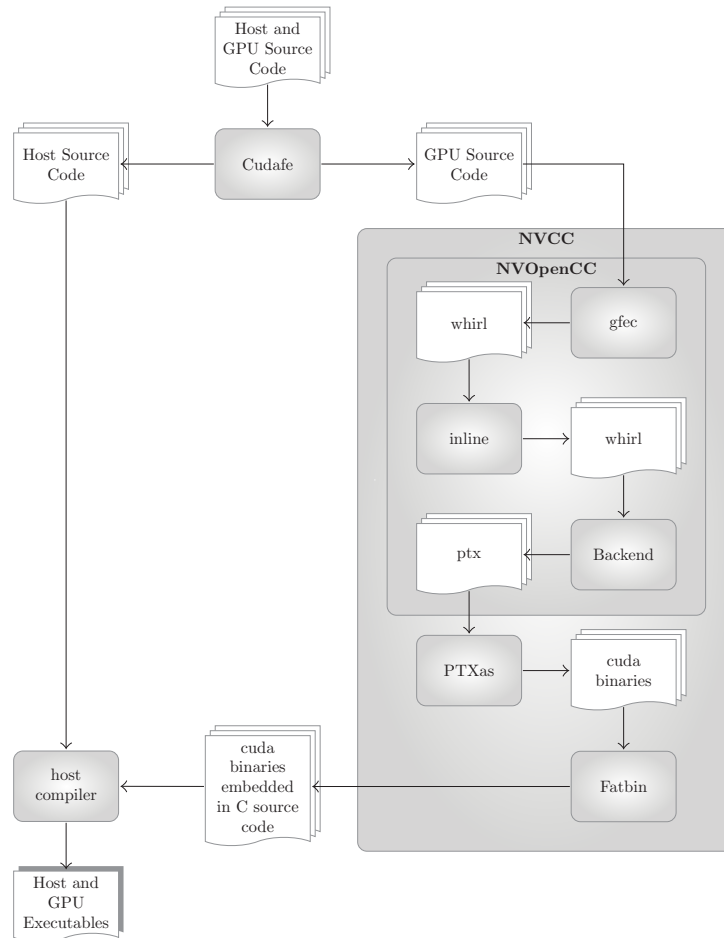 Host and
GPU Source
Code
Host Source
Code
Cudafe
GPU Source
Code
NVCC
NVOpenCC
whirl
gfec
inline
whirl
ptx
Backend
PTXas
cuda
binaries
host
compiler
cuda
binaries
embedded
in C source
code
Fatbin
Host and
GPU
Executables